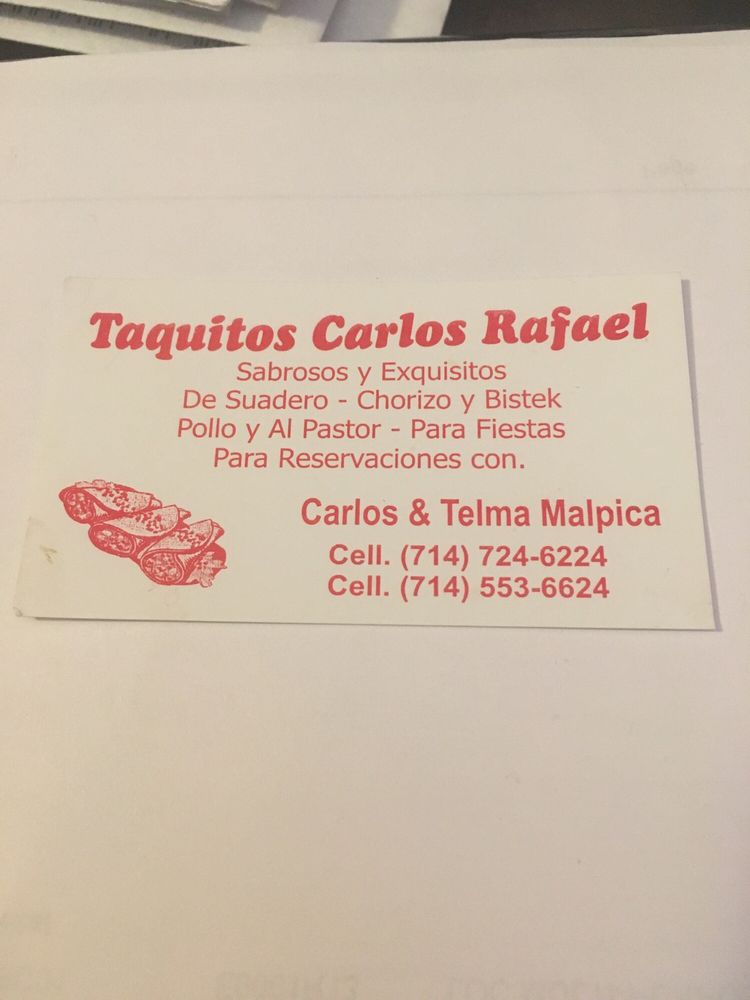 Taquitos Carlos Rafael
Sabrosos y Exquisitos
De Suadero - Chorizo y Bistek
Pollo y Al Pastor - Para Fiestas
Para Reservaciones con.
Carlos & Telma Malpica
Cell. (714) 724-6224
Cell. (714) 553-6624